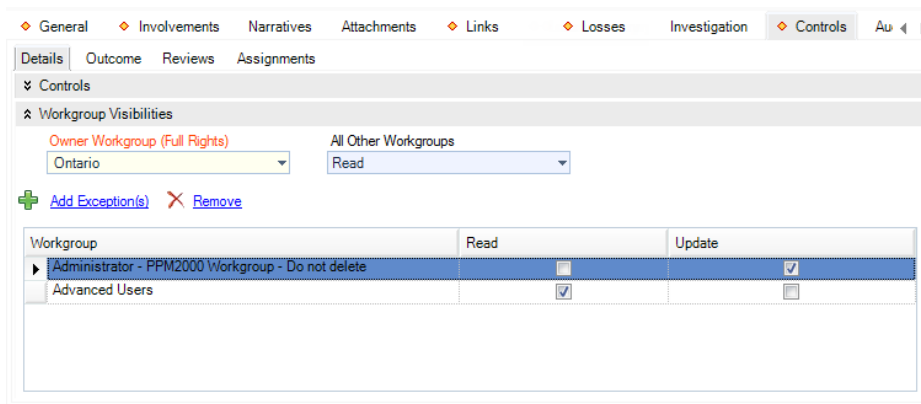 General Involvements Narratives Attachments Links Losses Investigation Controls Au
Details Outcome Reviews Assignments
Controls
Workgroup Visibilities
Owner Workgroup (Full Rights) All Other Workgroups
Ontario Read
Add Exception(s) Remove
Workgroup Read Update
Administrator - PPM2000 Workgroup - Do not delete
Advanced Users